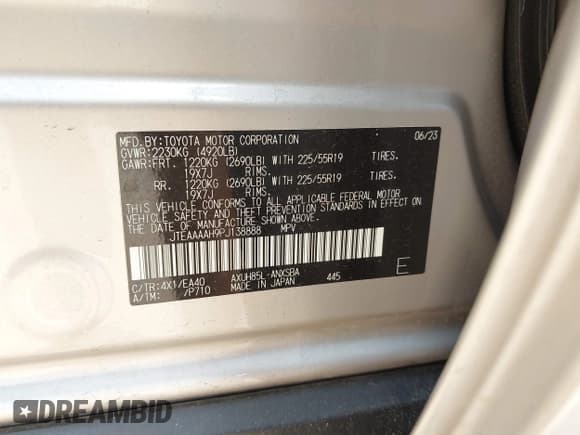 MFD. BY: TOYOTA MOTOR CORPORATION 06/23
GVWR: 2230KG (4920LB)
GAWR: FRT. 1220KG (2690LB) WITH 225/55R19 TIRES.
19X7J RIMS.
RR. 1220KG (2690LB) WITH 225/55R19 TIRES.
19X7J RIMS.
THIS VEHICLE CONFORMS TO ALL APPLICABLE FEDERAL MOTOR
VEHICLE SAFETY AND THEFT PREVENTION STANDARDS IN EFFECT ON
THE DATE OF MANUFACTURE SHOWN ABOVE.
JTEAAAAH9PJ138888 MPV
C/TR: 4X1/EA40 AXUH85L-ANXSBA 445
A/TM: /P710 MADE IN JAPAN E
DREAMBID